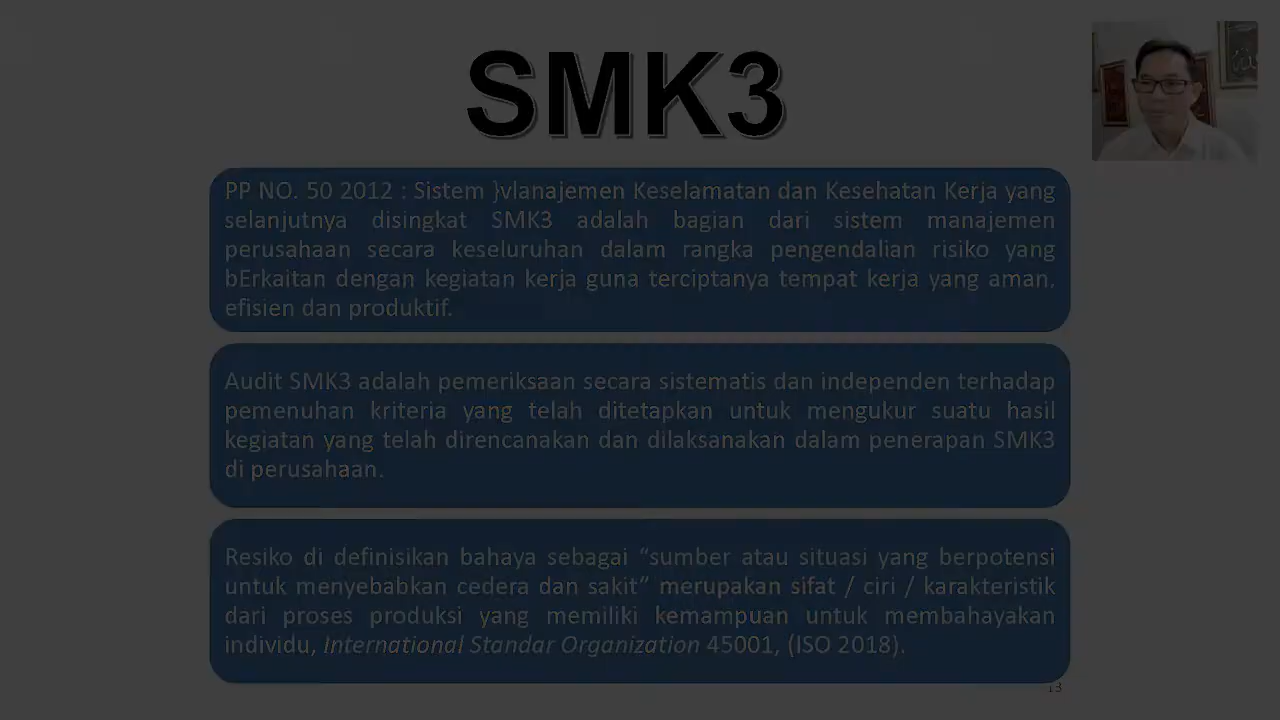 SMK3
PP NO. 50 2012 : Sistem }vlanajemen Keselamatan dan Kesehatan Kerja yang
selanjutnya disingkat SMK3 adalah bagian dari sistem manajemen
perusahaan secara keseluruhan dalam rangka pengendalian risiko yang
bErkaitan dengan kegiatan kerja guna terciptanya tempat kerja yang aman.
efisien dan produktif.
Audit SMK3 adalah pemeriksaan secara sistematis dan independen terhadap
pemenuhan kriteria yang telah ditetapkan untuk mengukur suatu hasil
kegiatan yang telah direncanakan dan dilaksanakan dalam penerapan SMK3
di perusahaan.
Resiko di definisikan bahaya sebagai “sumber atau situasi yang berpotensi
untuk menyebabkan cedera dan sakit” merupakan sifat / ciri / karakteristik
dari proses produksi yang memiliki kemampuan untuk membahayakan
individu, International Standar Organization 45001, (ISO 2018).
13